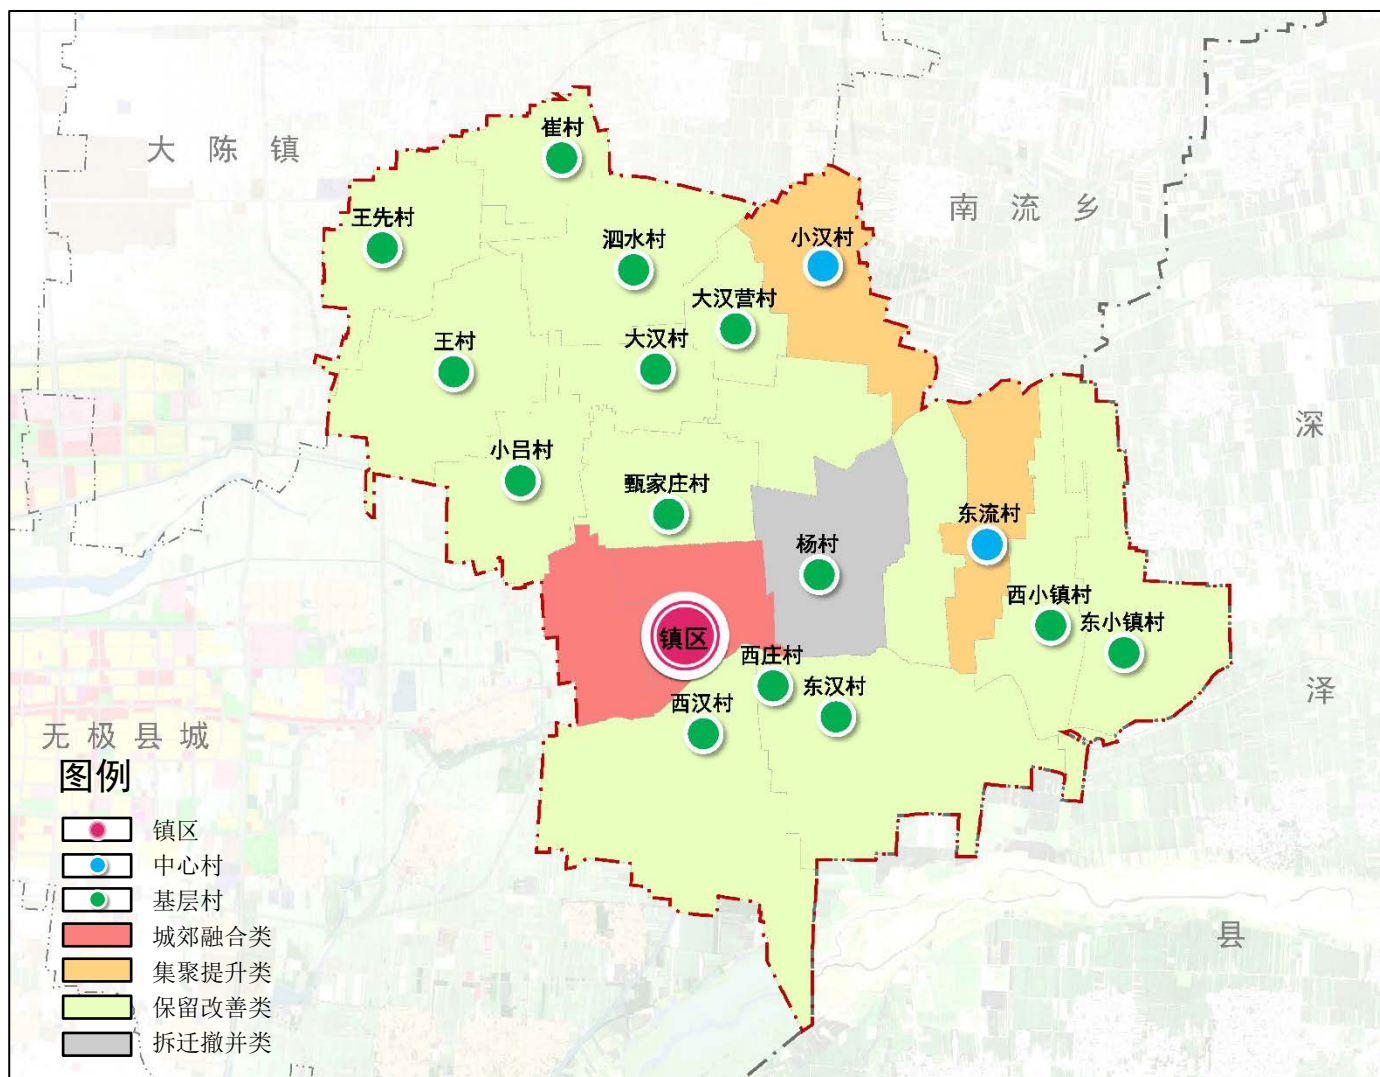 崔村
大陈镇
南流乡
王先村
泗水村
小汉村
大汉营村
王村
大汉村
深
小吕村
甄家庄村
东流村
杨村
西小镇村
东小镇村
镇区
西庄村
东汉村
泽
西汉村
无极县城
图例
镇区
中心村
基层村
城郊融合类
县
集聚提升类
保留改善类
拆迁撤并类